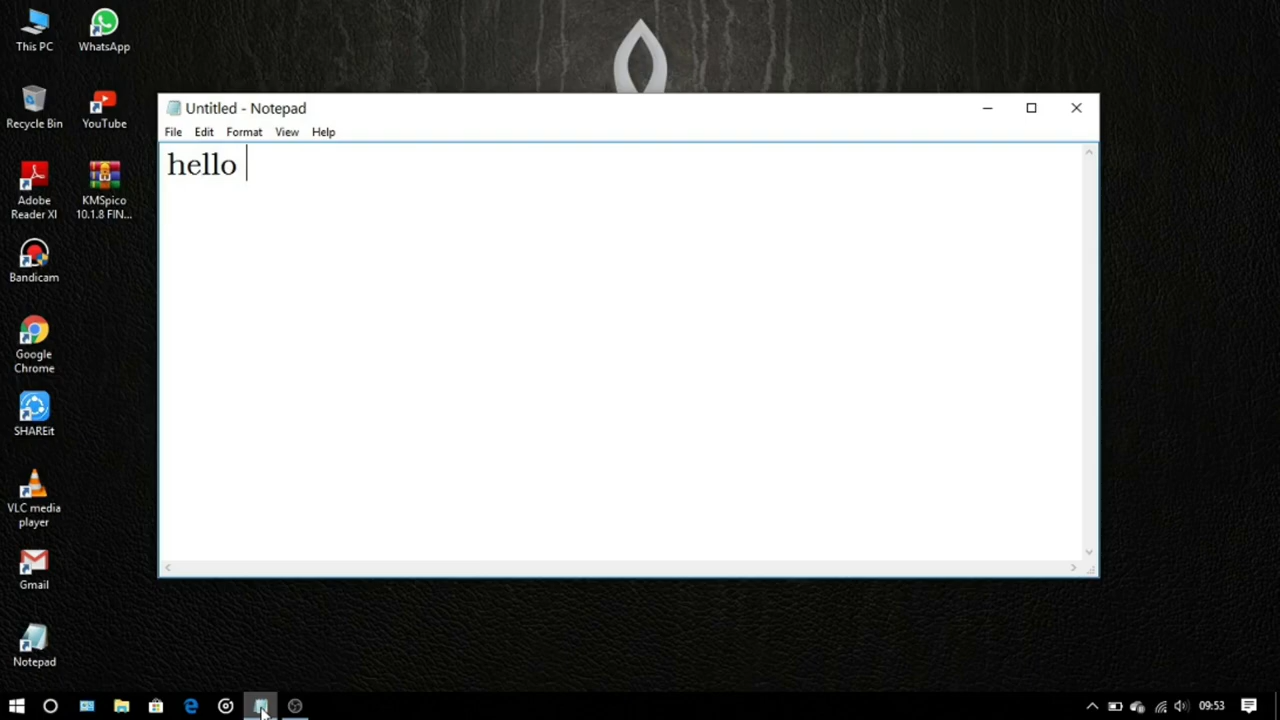 This PC
WhatsApp
Recycle Bin
YouTube
Adobe
Reader XI
KMSpico
10.1.8 FIN...
Bandicam
Google
Chrome
SHAREit
VLC media
player
Gmail
Notepad
Untitled - Notepad
File Edit Format View Help
hello
09:53